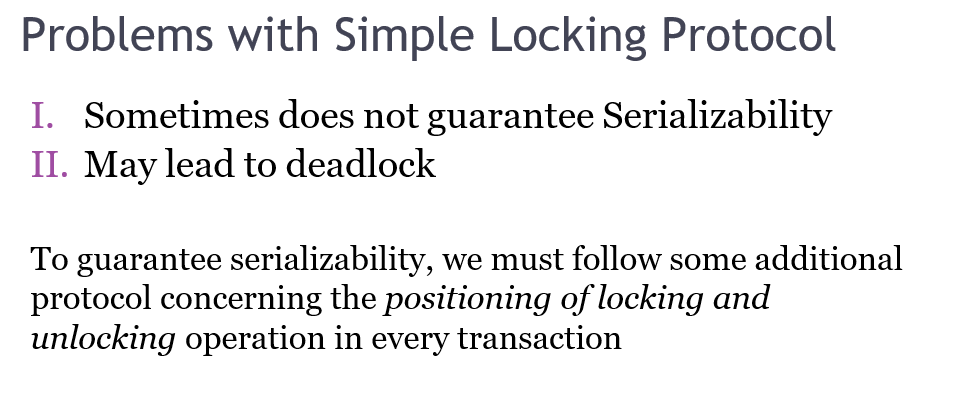 Problems with Simple Locking Protocol
I. Sometimes does not guarantee Serializability
II. May lead to deadlock
To guarantee serializability, we must follow some additional
protocol concerning the positioning of locking and
unlocking operation in every transaction